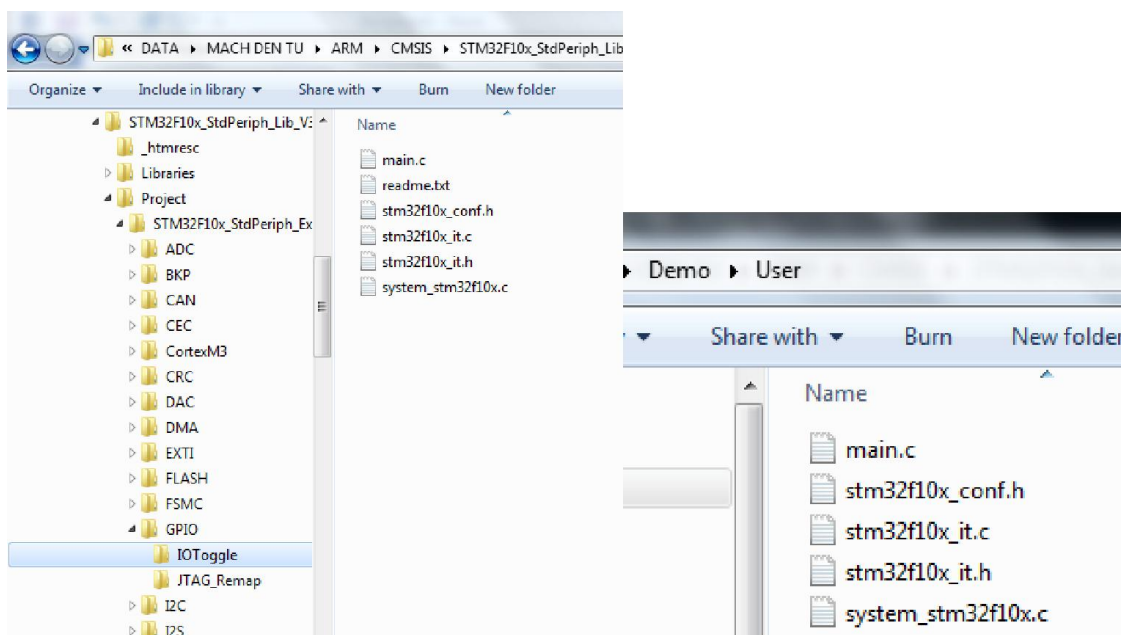 « DATA ▸ MACH DEN TU ▸ ARM ▸ CMSIS ▸ STM32F10x_StdPeriph_Lib
Organize Include in library Share with Burn New folder
STM32F10x_StdPeriph_Lib_V3
_htmresc
Libraries
Project
STM32F10x_StdPeriph_Ex
ADC
BKP
CAN
CEC
CortexM3
CRC
DAC
DMA
EXTI
FLASH
FSMC
GPIO
IOToggle
JTAG_Remap
I2C
I2S
Name
main.c
readme.txt
stm32f10x_conf.h
stm32f10x_it.c
stm32f10x_it.h
system_stm32f10x.c
▸ Demo ▸ User
Share with Burn New folder
Name
main.c
stm32f10x_conf.h
stm32f10x_it.c
stm32f10x_it.h
system_stm32f10x.c